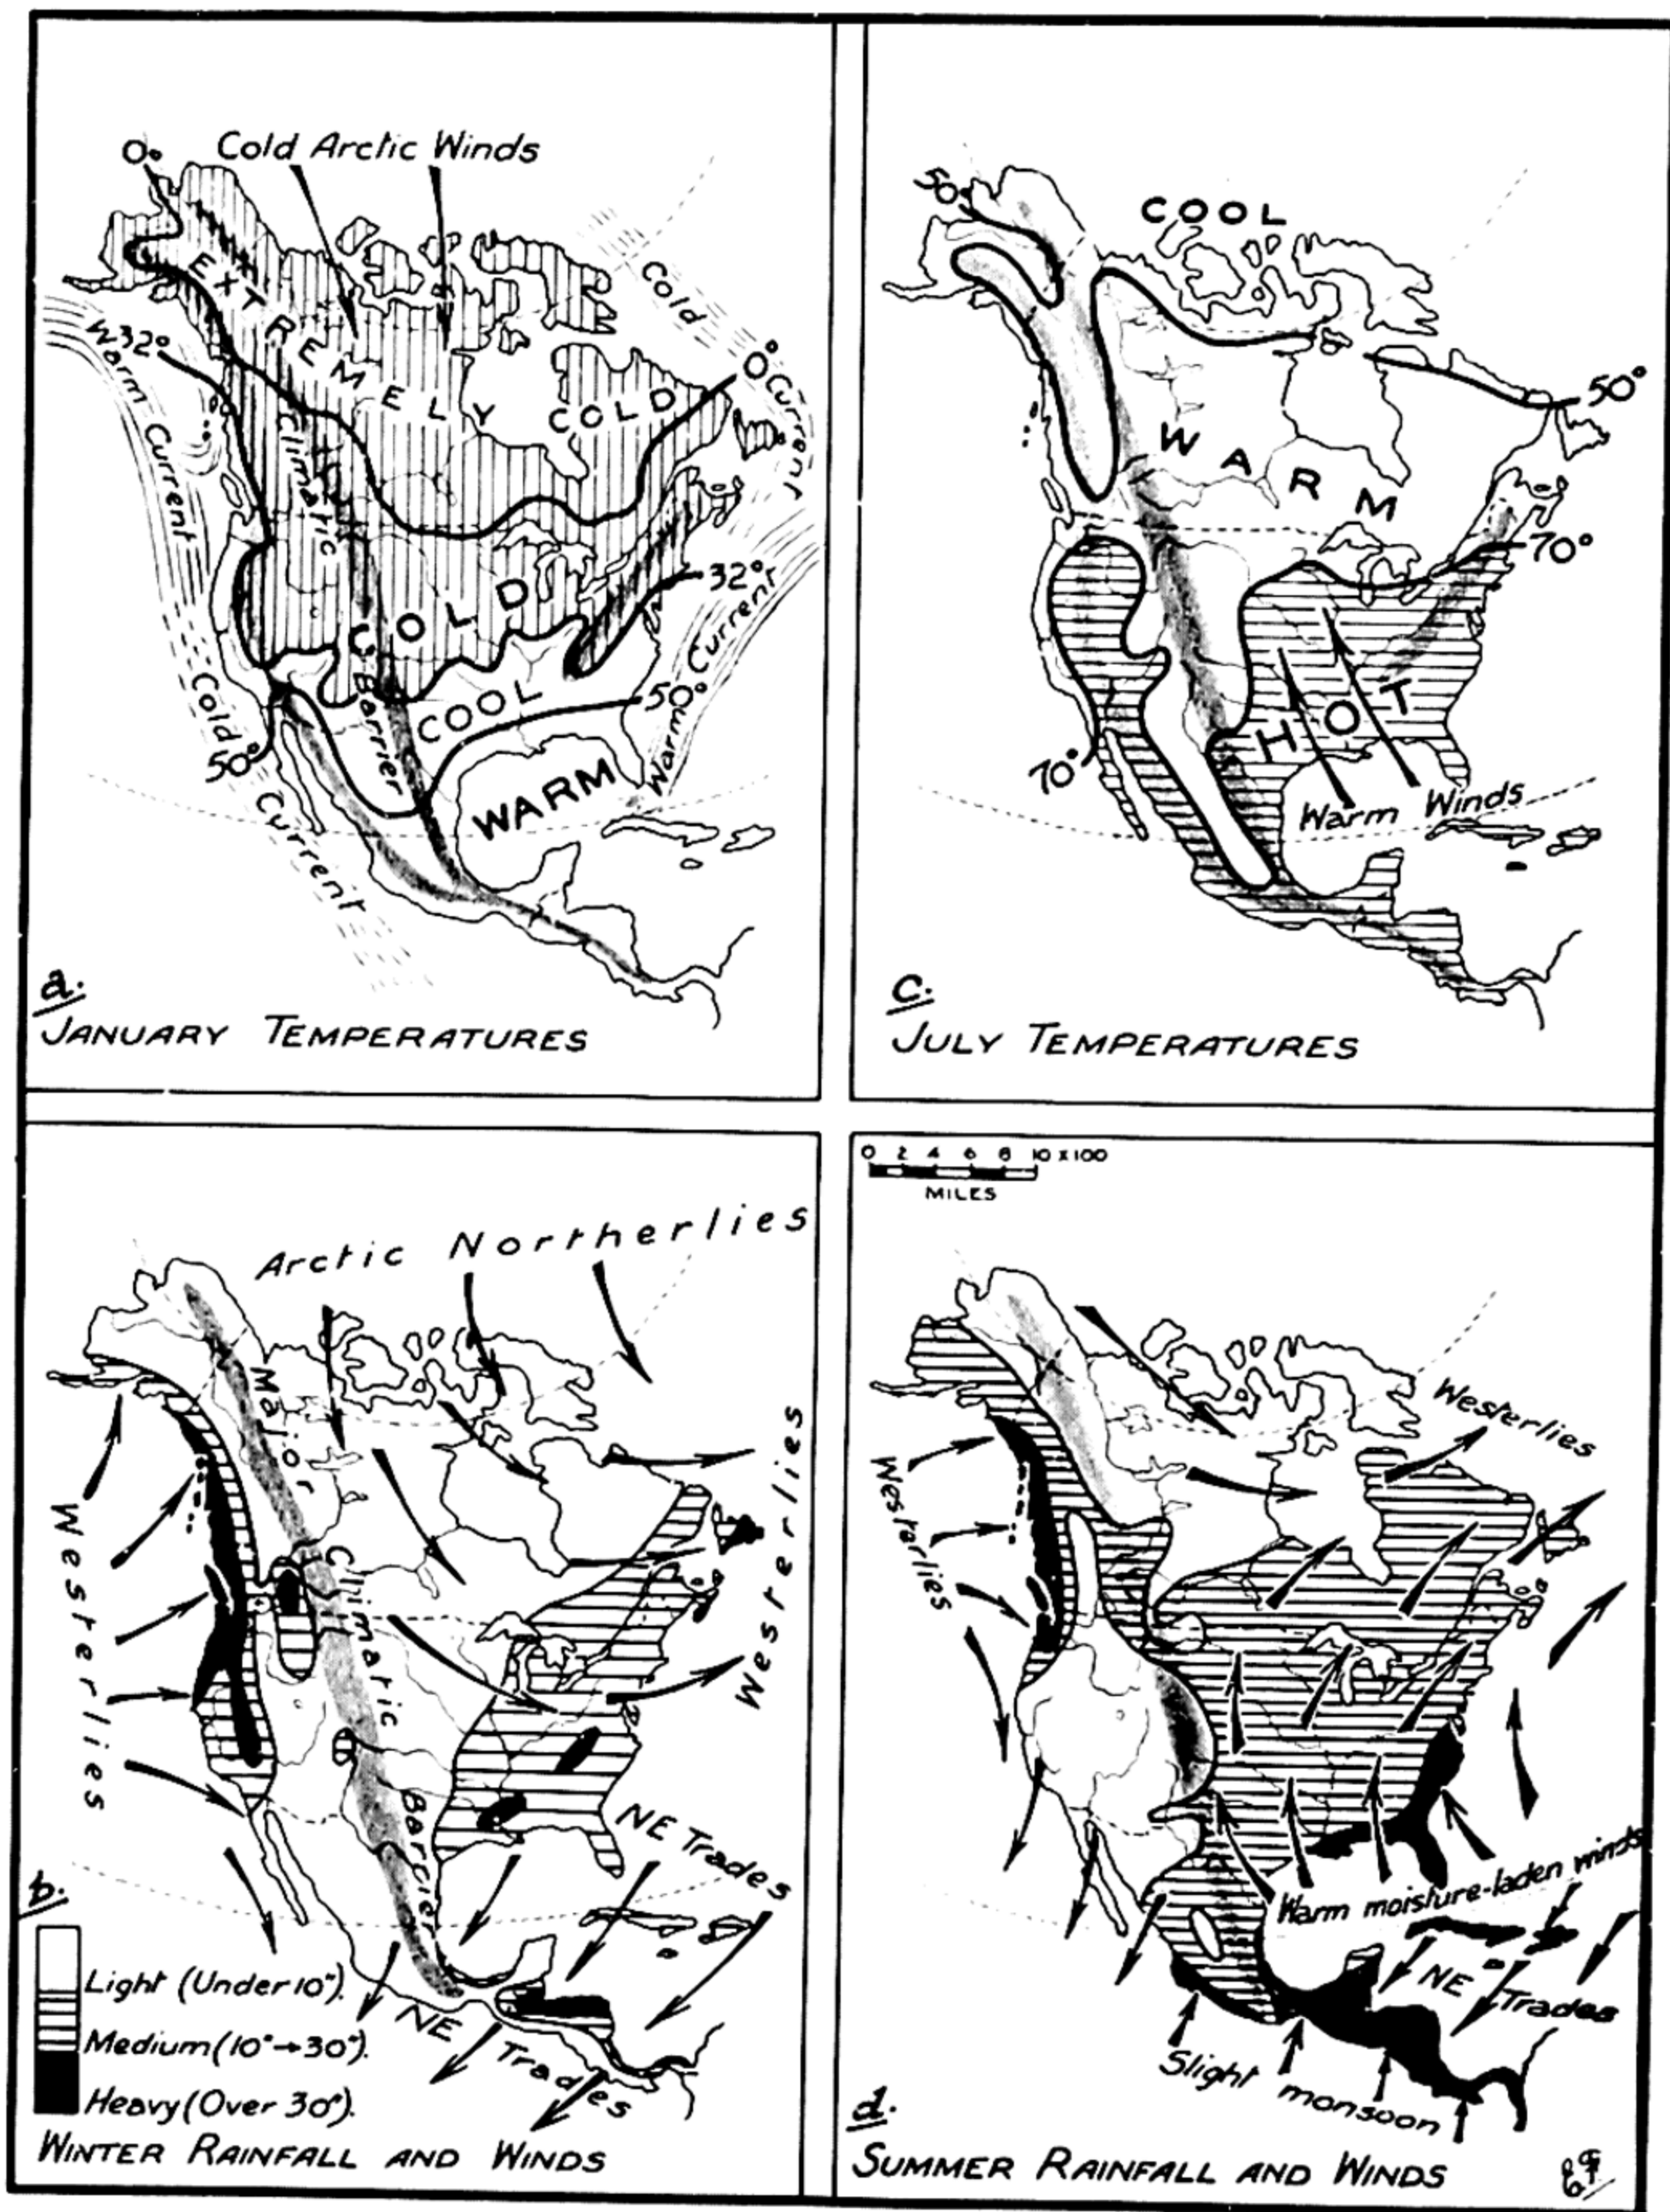 0°
Cold Arctic Winds
EXTREMELY COLD
Cold Current
0°
32°
Warm Current
Climatic Barrier
COLD
32°
Warm Current
COOL
50°
Cold Current
50°
WARM
a.
JANUARY TEMPERATURES
50°
COOL
50°
WARM
70°
HOT
70°
Warm Winds
c.
JULY TEMPERATURES
Arctic Northerlies
Major Climatic Barrier
Westerlies
Westerlies
NE Trades
NE Trades
b.
Light (Under 10").
Medium (10"→30").
Heavy (Over 30").
WINTER RAINFALL AND WINDS
0 2 4 6 8 10 x 100
MILES
Westerlies
Westerlies
Warm moisture-laden winds
NE Trades
Slight monsoon
d.
SUMMER RAINFALL AND WINDS